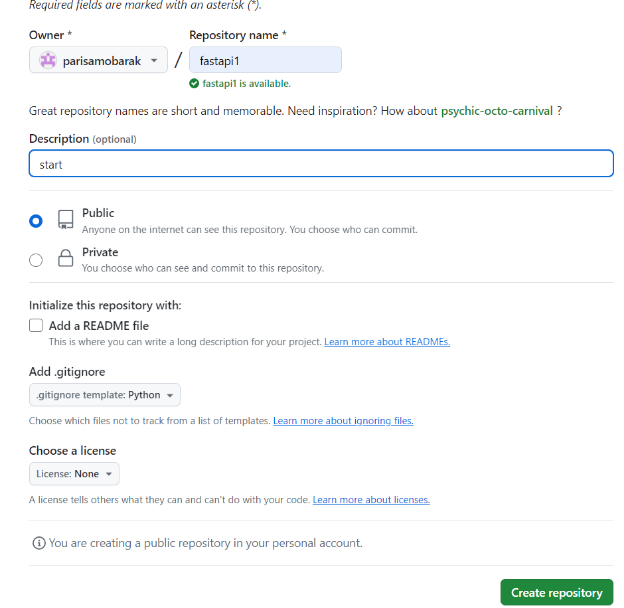 Required fields are marked with an asterisk (*).
Owner * Repository name *
parisamobarak / fastapi1
fastapi1 is available.
Great repository names are short and memorable. Need inspiration? How about psychic-octo-carnival ?
Description (optional)
start
Public
Anyone on the internet can see this repository. You choose who can commit.
Private
You choose who can see and commit to this repository.
Initialize this repository with:
Add a README file
This is where you can write a long description for your project. Learn more about READMEs.
Add .gitignore
.gitignore template: Python
Choose which files not to track from a list of templates. Learn more about ignoring files.
Choose a license
License: None
A license tells others what they can and can't do with your code. Learn more about licenses.
You are creating a public repository in your personal account.
Create repository